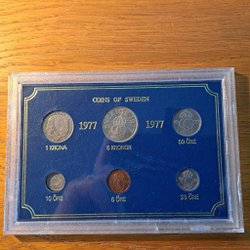 COINS OF SWEDEN
1977 1977
1 KRONA 5 KRONOR 50 ÖRE
10 ÖRE 5 ÖRE 25 ÖRE